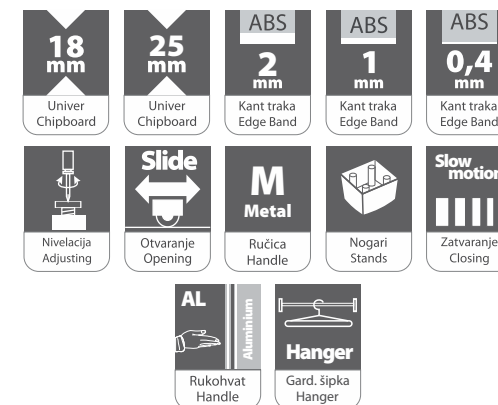 18
mm
Univer
Chipboard
25
mm
Univer
Chipboard
ABS
2
mm
Kant traka
Edge Band
ABS
1
mm
Kant traka
Edge Band
ABS
0,4
mm
Kant traka
Edge Band
Nivelacija
Adjusting
Slide
Otvaranje
Opening
M
Metal
Ručica
Handle
Nogari
Stands
Slow
motion
Zatvaranje
Closing
AL
Aluminium
Rukohvat
Handle
Hanger
Gard. šipka
Hanger